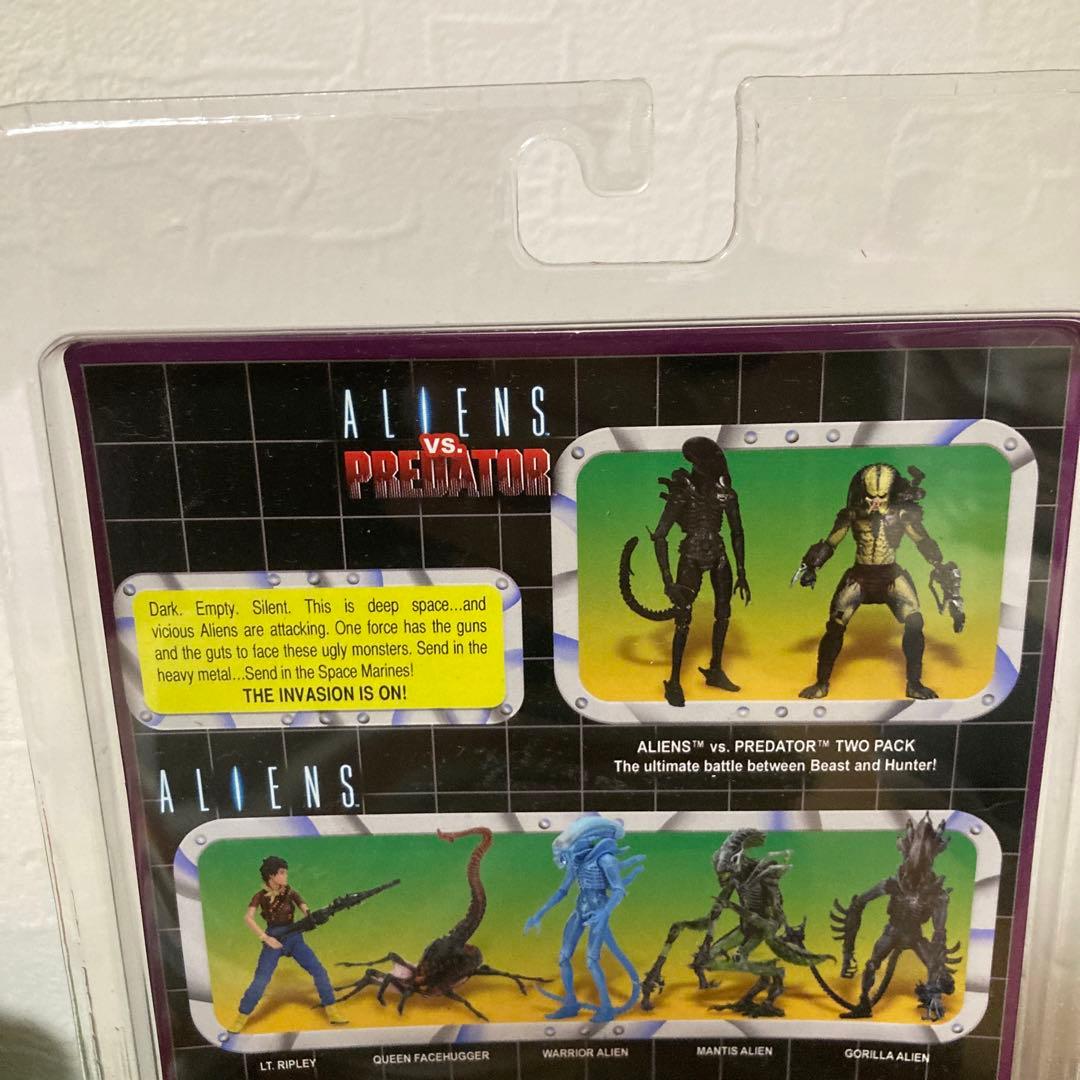 ALIENS
VS.
PREDATOR
Dark. Empty. Silent. This is deep space...and
vicious Aliens are attacking. One force has the guns
and the guts to face these ugly monsters. Send in the
heavy metal...Send in the Space Marines!
THE INVASION IS ON!
ALIENS™ vs. PREDATOR™ TWO PACK
The ultimate battle between Beast and Hunter!
ALIENS™
LT. RIPLEY
QUEEN FACEHUGGER
WARRIOR ALIEN
MANTIS ALIEN
GORILLA ALIEN